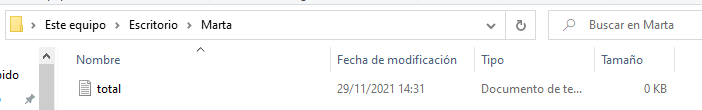 Este equipo > Escritorio > Marta
Buscar en Marta
pido
Nombre
Fecha de modificación
Tipo
Tamaño
total
29/11/2021 14:31
Documento de te...
0 KB